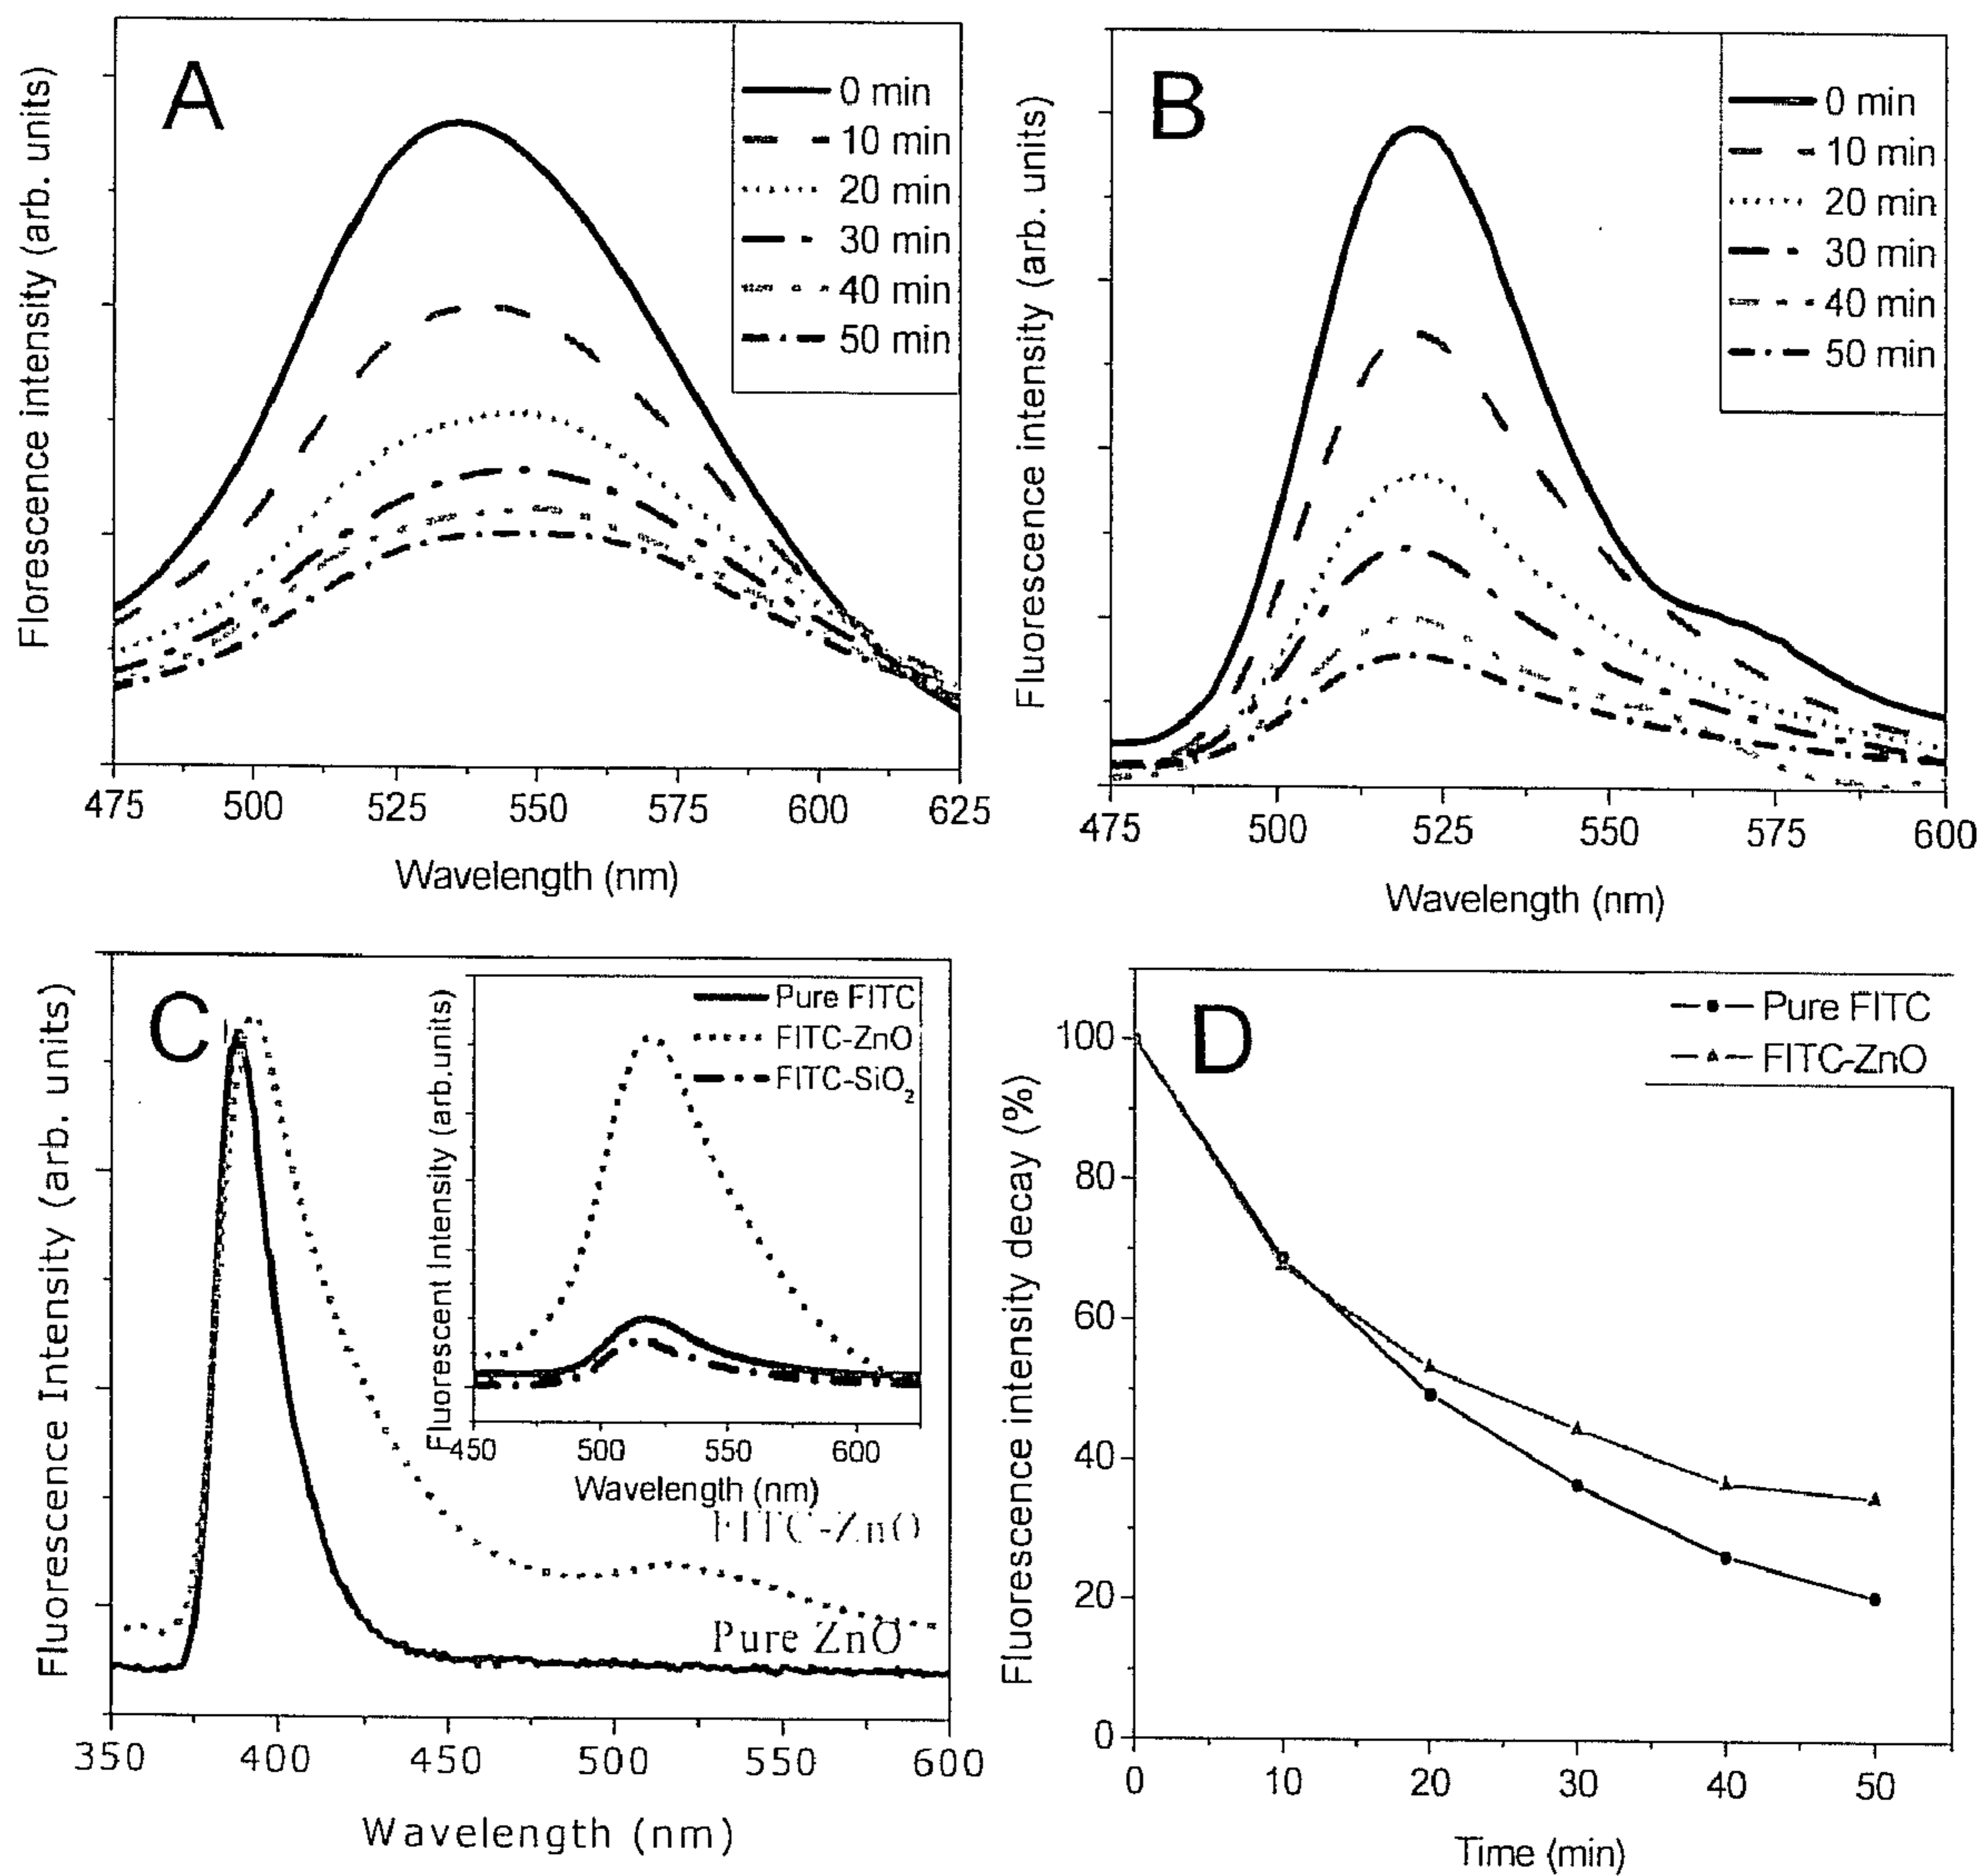 A
Florescence intensity (arb. units)
0 min
10 min
20 min
30 min
40 min
50 min
475 500 525 550 575 600 625
Wavelength (nm)
B
Fluorescence intensity (arb. units)
0 min
10 min
20 min
30 min
40 min
50 min
475 500 525 550 575 600
Wavelength (nm)
C
Fluorescence Intensity (arb. units)
Fluorescent Intensity (arb.units)
Pure FITC
FITC-ZnO
FITC-SiO₂
450 500 550 600
Wavelength (nm)
FITC-ZnO
Pure ZnO
350 400 450 500 550 600
Wavelength (nm)
D
Fluorescence intensity decay (%)
Pure FITC
FITC-ZnO
100
80
60
40
20
0
0 10 20 30 40 50
Time (min)